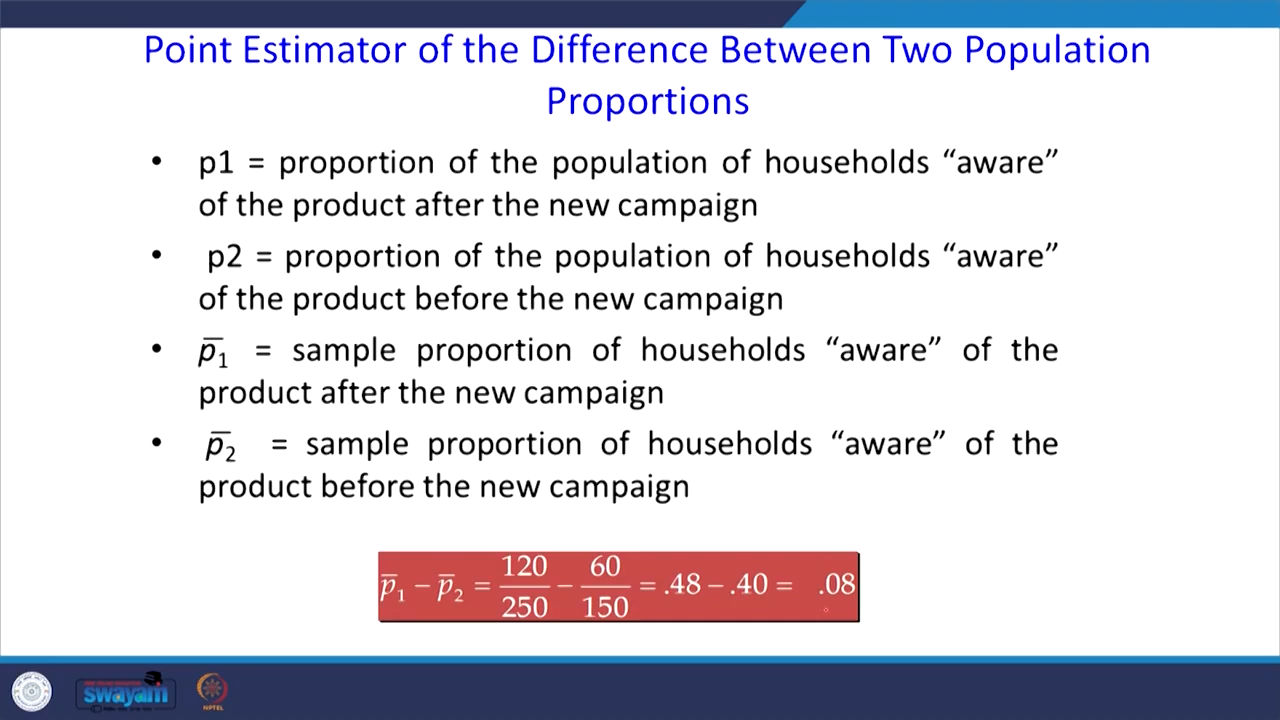 Point Estimator of the Difference Between Two Population
Proportions
• p1 = proportion of the population of households “aware”
of the product after the new campaign
• p2 = proportion of the population of households “aware”
of the product before the new campaign
• p̅₁ = sample proportion of households “aware” of the
product after the new campaign
• p̅₂ = sample proportion of households “aware” of the
product before the new campaign
p̅₁ − p̅₂ = 120/250 − 60/150 = .48 − .40 = .08
swayam
NPTEL